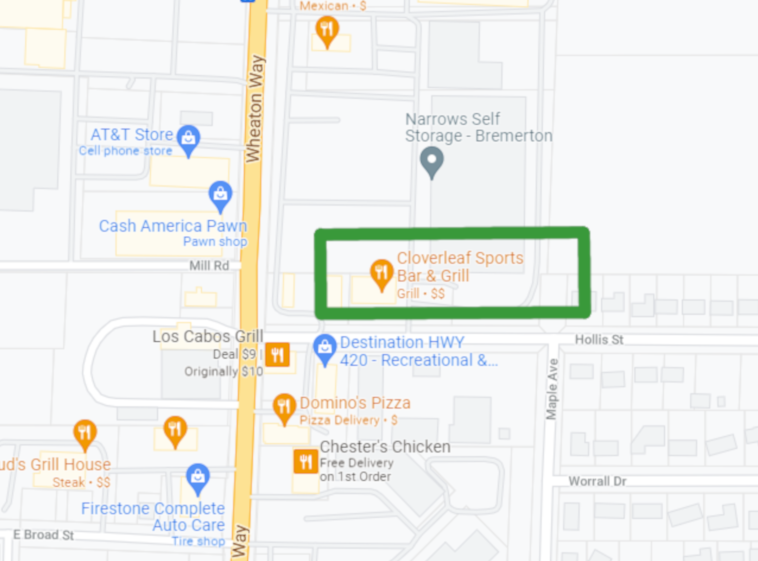 Mexican • $
Wheaton Way
Narrows Self
Storage - Bremerton
AT&T Store
Cell phone store
Cash America Pawn
Pawn shop
Cloverleaf Sports
Bar & Grill
Grill • $$
Mill Rd
Los Cabos Grill
Deal $9
Originally $10
Destination HWY
420 - Recreational &...
Hollis St
Maple Ave
Domino's Pizza
Pizza Delivery • $
Chester's Chicken
Free Delivery
on 1st Order
ud's Grill House
Steak • $$
Worrall Dr
Firestone Complete
Auto Care
Tire shop
E Broad St
Way